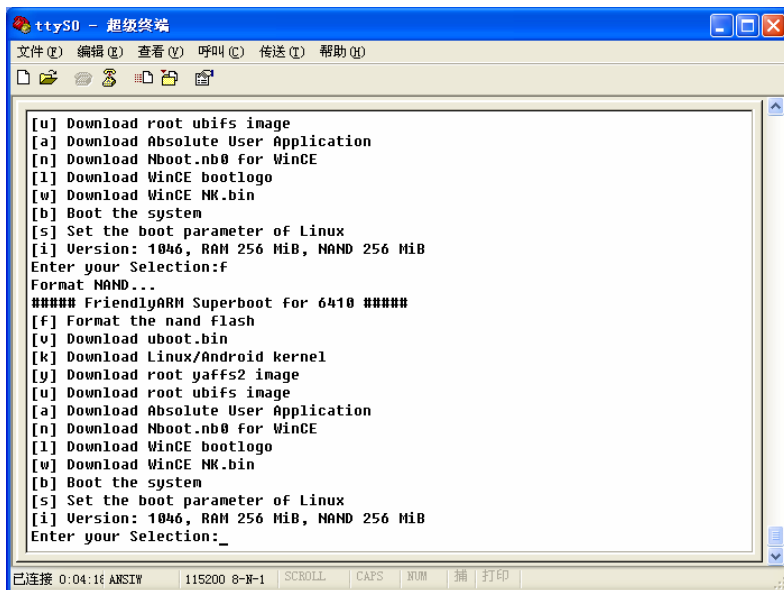 ttyS0 - 超级终端
文件(F) 编辑(E) 查看(V) 呼叫(C) 传送(T) 帮助(H)
[u] Download root ubifs image
[a] Download Absolute User Application
[n] Download Nboot.nb0 for WinCE
[l] Download WinCE bootlogo
[w] Download WinCE NK.bin
[b] Boot the system
[s] Set the boot parameter of Linux
[i] Version: 1046, RAM 256 MiB, NAND 256 MiB
Enter your Selection:f
Format NAND...
##### FriendlyARM Superboot for 6410 #####
[f] Format the nand flash
[v] Download uboot.bin
[k] Download Linux/Android kernel
[y] Download root yaffs2 image
[u] Download root ubifs image
[a] Download Absolute User Application
[n] Download Nboot.nb0 for WinCE
[l] Download WinCE bootlogo
[w] Download WinCE NK.bin
[b] Boot the system
[s] Set the boot parameter of Linux
[i] Version: 1046, RAM 256 MiB, NAND 256 MiB
Enter your Selection:_
已连接 0:04:18 ANSIW 115200 8-N-1 SCROLL CAPS NUM 捕 打印